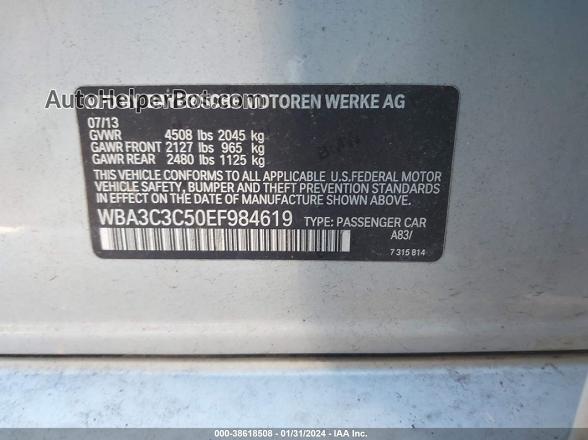 AutoHelperBot.com MOTOREN WERKE AG
07/13
GVWR 4508 lbs 2045 kg
GAWR FRONT 2127 lbs 965 kg
GAWR REAR 2480 lbs 1125 kg
THIS VEHICLE CONFORMS TO ALL APPLICABLE U.S.FEDERAL MOTOR
VEHICLE SAFETY, BUMPER AND THEFT PREVENTION STANDARDS
IN EFFECT ON THE DATE OF MANUFACTURE SHOWN ABOVE.
WBA3C3C50EF984619 TYPE: PASSENGER CAR
A83/
7 315 814
000-38618508 - 01/31/2024 - IAA Inc.